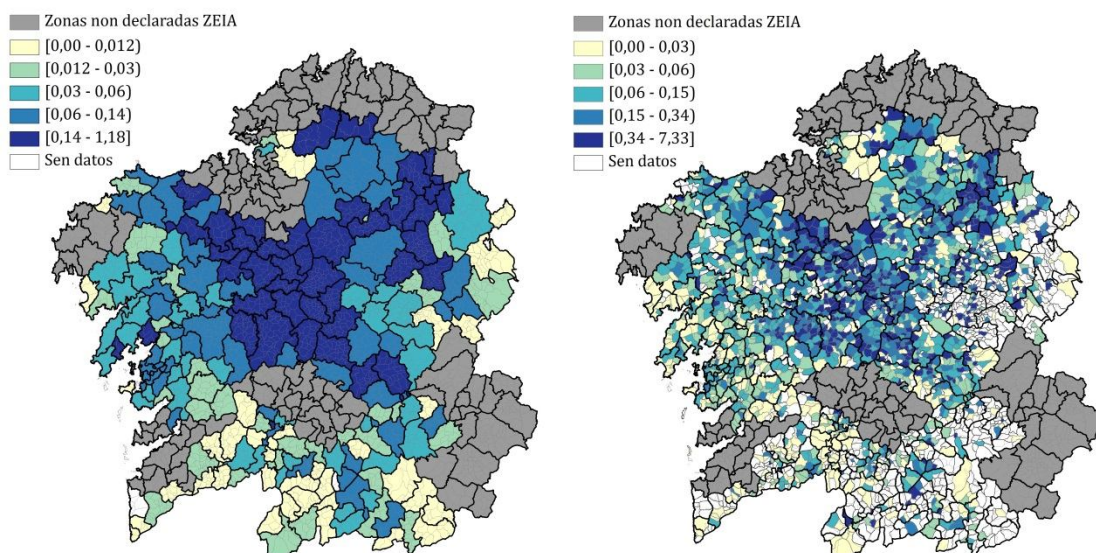 Zonas non declaradas ZEIA
[0,00 - 0,012)
[0,012 - 0,03)
[0,03 - 0,06)
[0,06 - 0,14)
[0,14 - 1,18]
Sen datos
Zonas non declaradas ZEIA
[0,00 - 0,03)
[0,03 - 0,06)
[0,06 - 0,15)
[0,15 - 0,34)
[0,34 - 7,33]
Sen datos